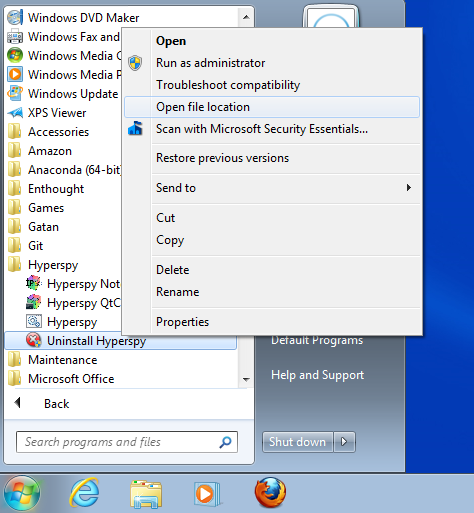 Windows DVD Maker
Windows Fax and
Windows Media C
Windows Media P
Windows Update
XPS Viewer
Accessories
Amazon
Anaconda (64-bit)
Enthought
Games
Gatan
Git
Hyperspy
Hyperspy Not
Hyperspy QtC
Hyperspy
Uninstall Hyperspy
Maintenance
Microsoft Office
Back
Search programs and files
Open
Run as administrator
Troubleshoot compatibility
Open file location
Scan with Microsoft Security Essentials...
Restore previous versions
Send to
Cut
Copy
Delete
Rename
Properties
Default Programs
Help and Support
Shut down